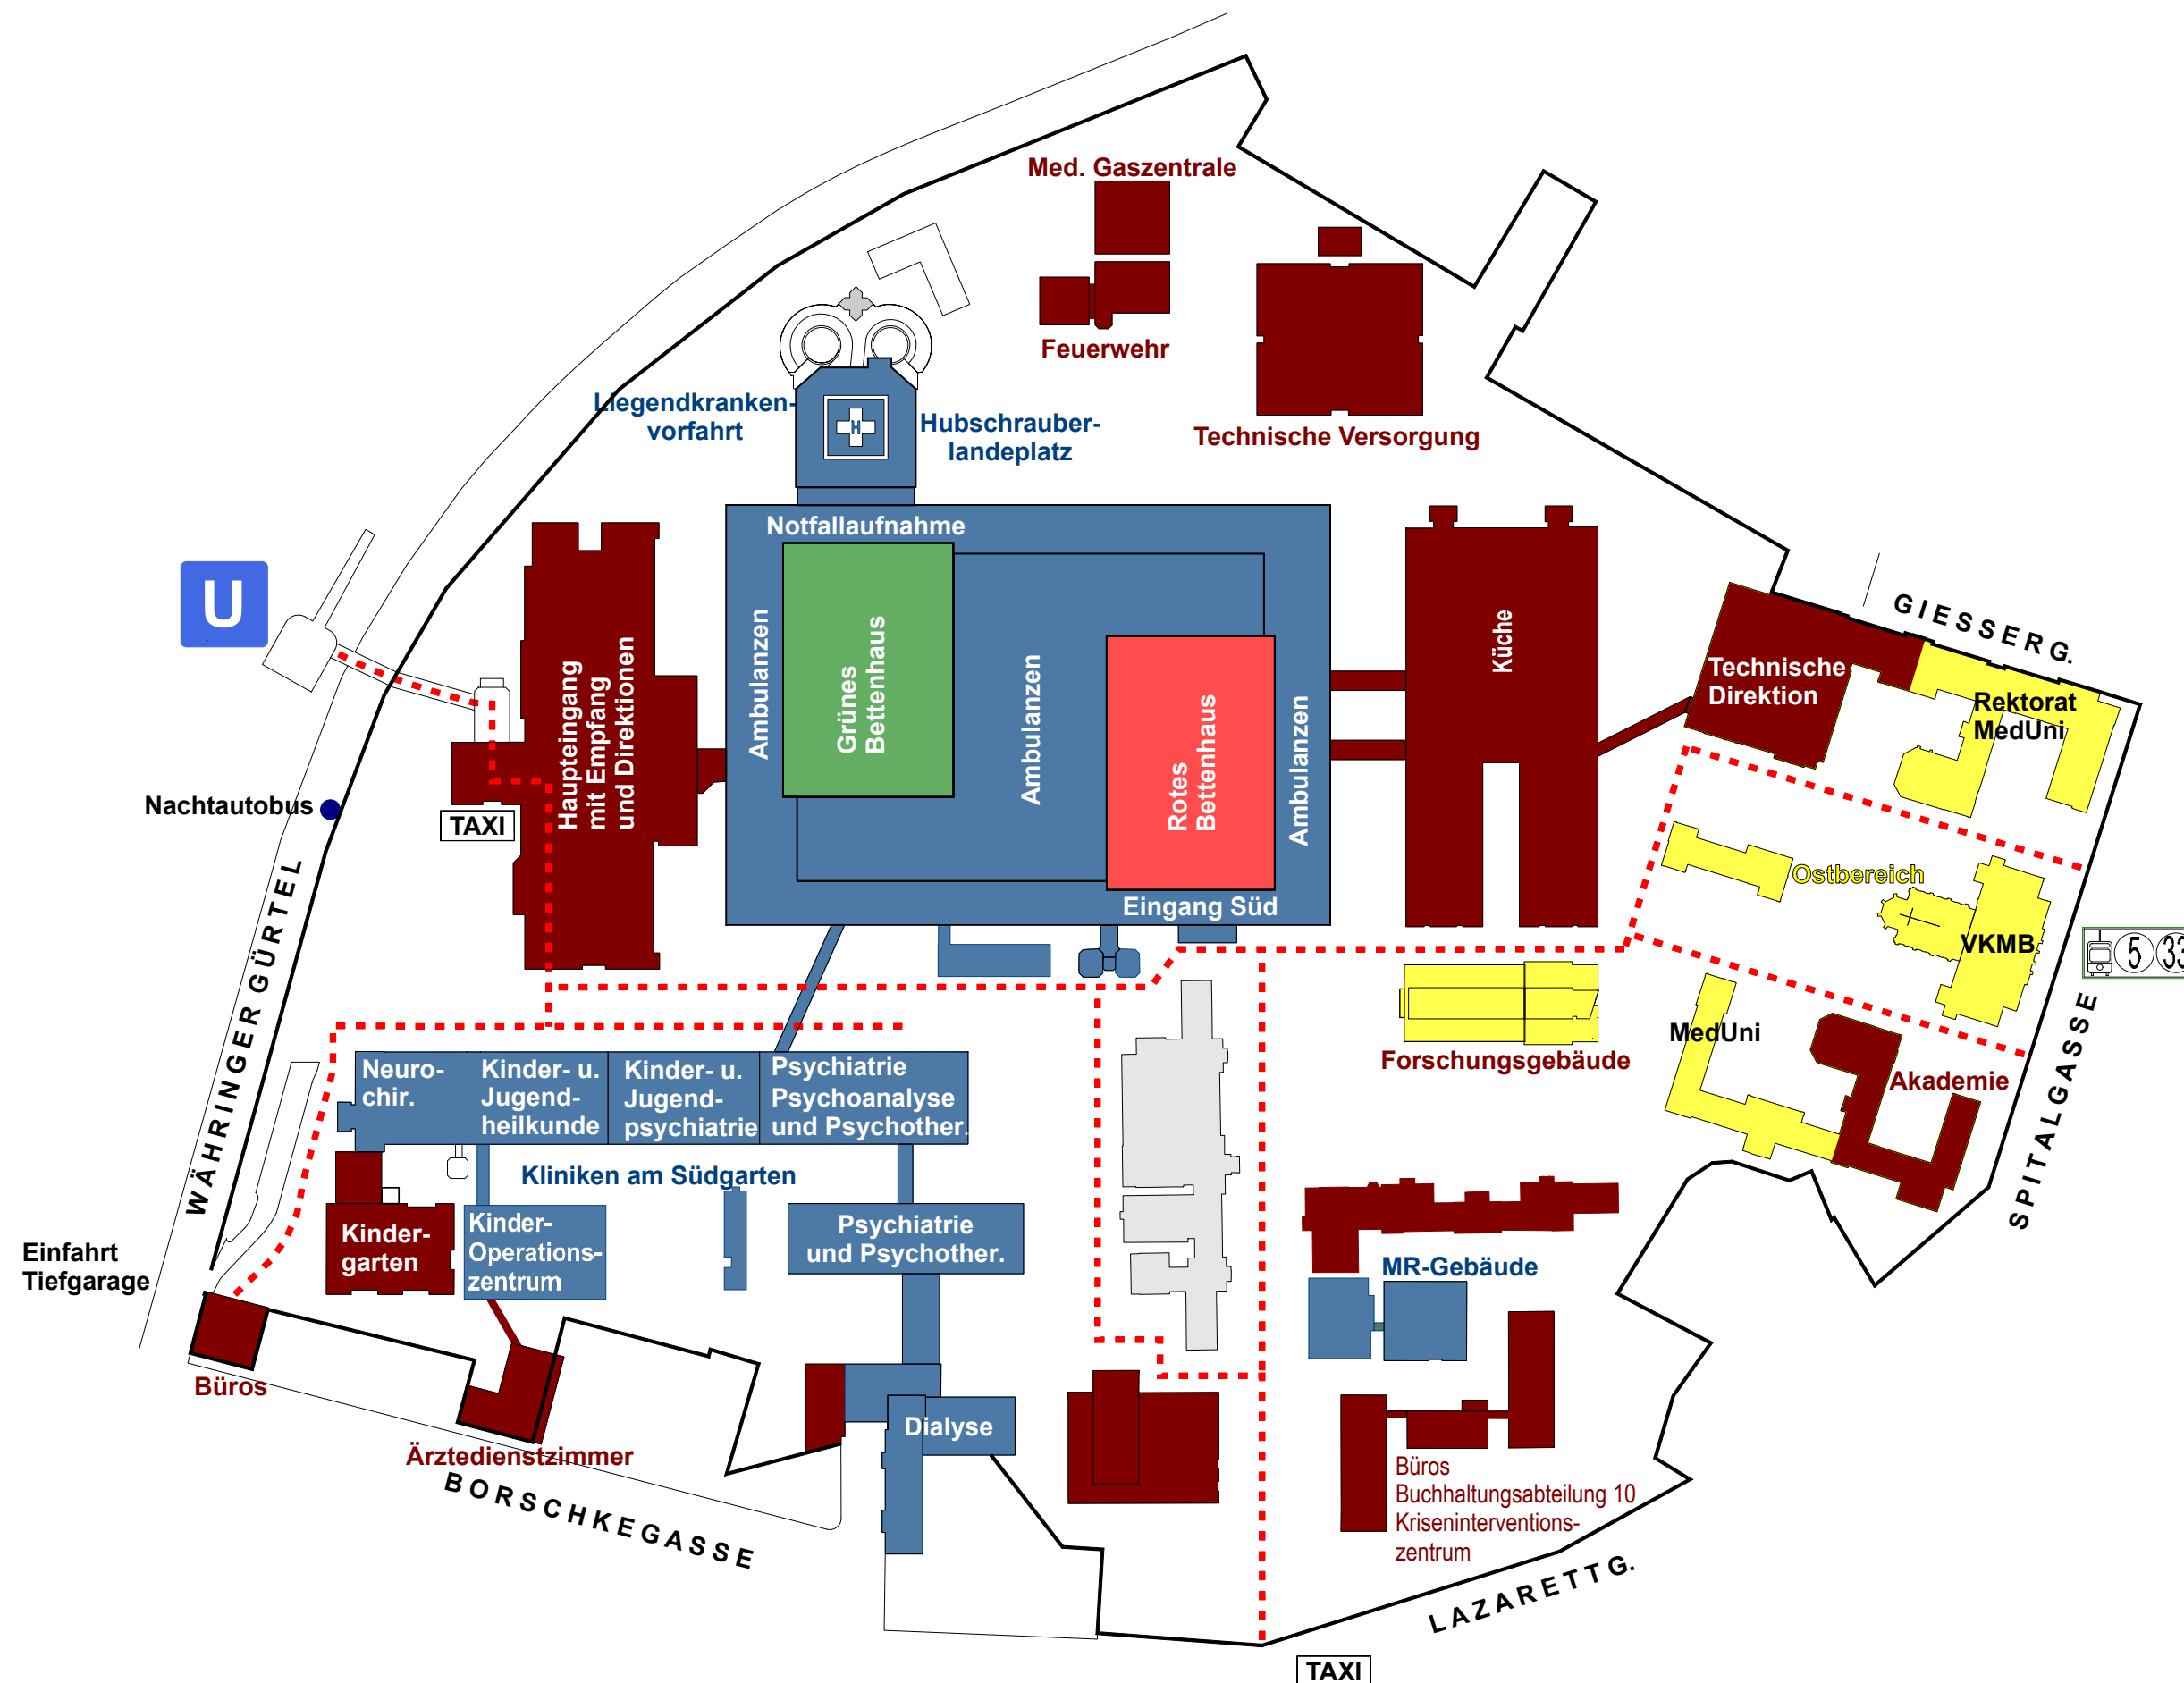 Med. Gaszentrale
Feuerwehr
Technische Versorgung
Liegendkranken-
vorfahrt
H
Hubschrauber-
landeplatz
Notfallaufnahme
U
Haupteingang
mit Empfang
und Direktionen
Ambulanzen
Grünes
Bettenhaus
Ambulanzen
Rotes
Bettenhaus
Ambulanzen
Eingang Süd
Küche
GIESSERG.
Technische
Direktion
Rektorat
MedUni
Nachtautobus
TAXI
WÄHRINGER GÜRTEL
Ostbereich
VKMB
5 33
SPITALGASSE
MedUni
Akademie
Forschungsgebäude
Neuro-
chir.
Kinder- u.
Jugend-
heilkunde
Kinder- u.
Jugend-
psychiatrie
Psychiatrie
Psychoanalyse
und Psychother.
Kliniken am Südgarten
Kinder-
garten
Kinder-
Operations-
zentrum
Psychiatrie
und Psychother.
MR-Gebäude
Einfahrt
Tiefgarage
Büros
Ärztedienstzimmer
Dialyse
BORSCHKEGASSE
Büros
Buchhaltungsabteilung 10
Kriseninterventions-
zentrum
LAZARETTG.
TAXI